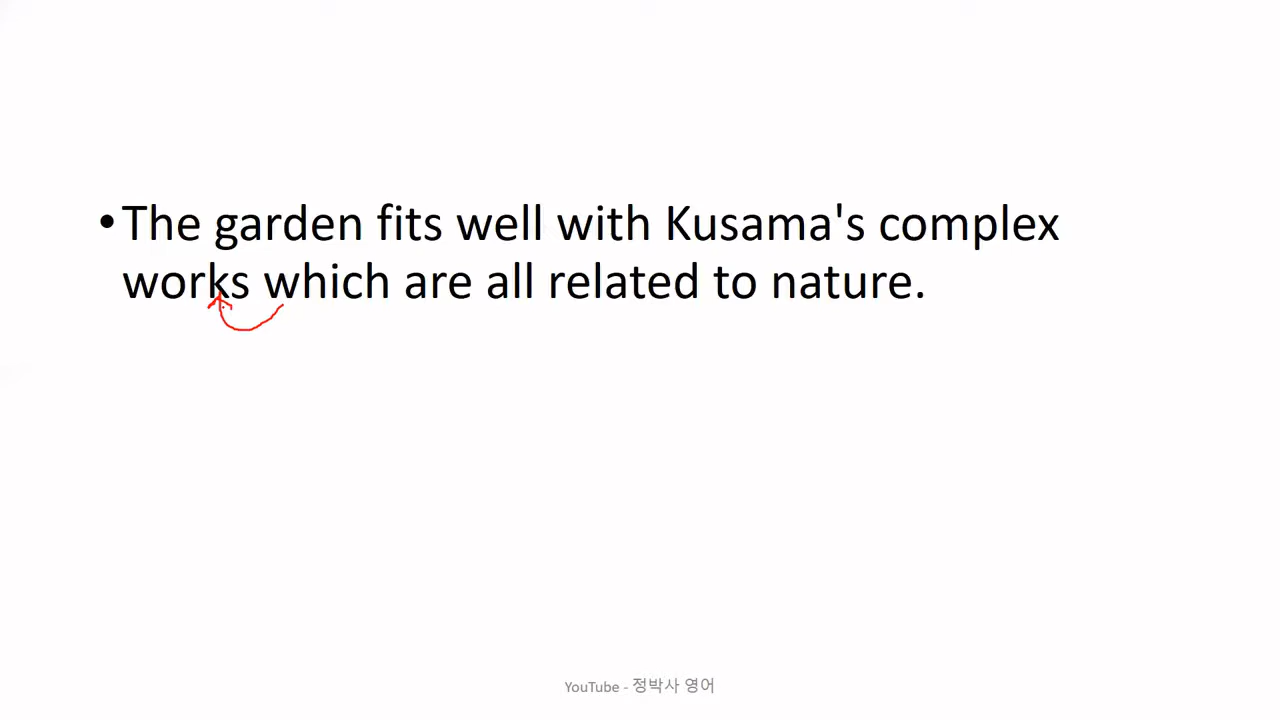 •The garden fits well with Kusama's complex
works which are all related to nature.
YouTube - 정박사 영어